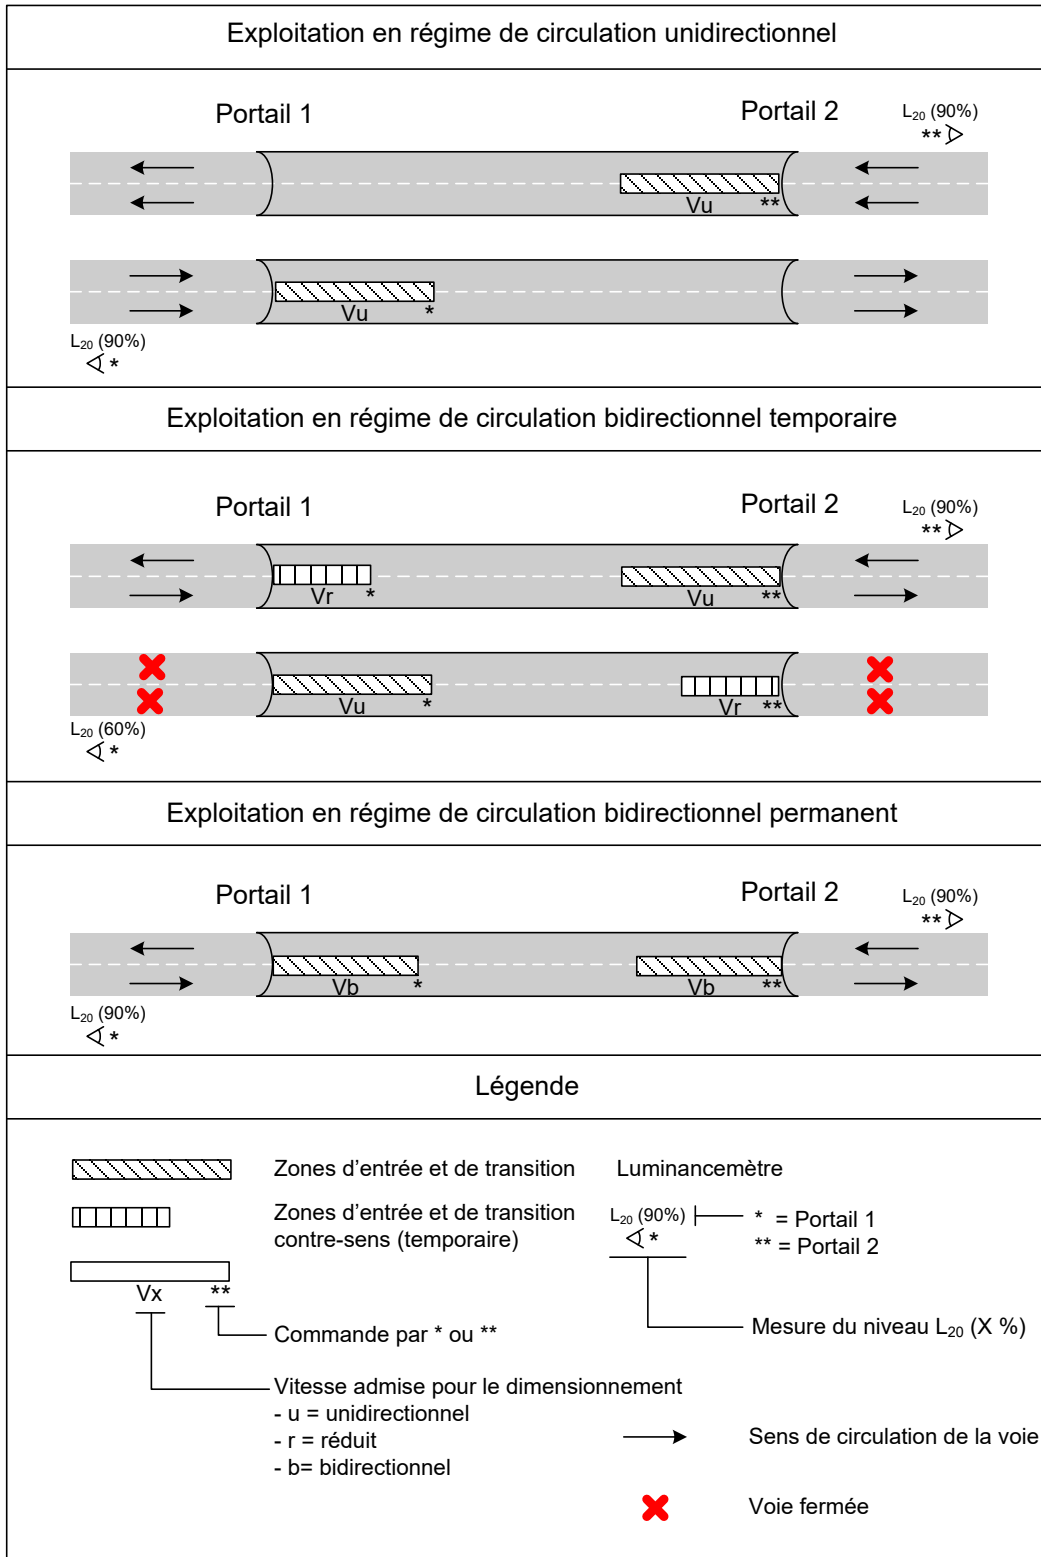 Exploitation en régime de circulation unidirectionnel
Portail 1
Portail 2
L20 (90%)
**
Vu **
Vu *
L20 (90%)
*
Exploitation en régime de circulation bidirectionnel temporaire
Portail 1
Portail 2
L20 (90%)
**
Vr *
Vu **
Vu *
Vr **
L20 (60%)
*
Exploitation en régime de circulation bidirectionnel permanent
Portail 1
Portail 2
L20 (90%)
**
Vb *
Vb **
L20 (90%)
*
Légende
Zones d'entrée et de transition
Zones d'entrée et de transition
contre-sens (temporaire)
Vx **
Commande par * ou **
Vitesse admise pour le dimensionnement
- u = unidirectionnel
- r = réduit
- b= bidirectionnel
Luminancemètre
L20 (90%)
*
* = Portail 1
** = Portail 2
Mesure du niveau L20 (X %)
Sens de circulation de la voie
Voie fermée